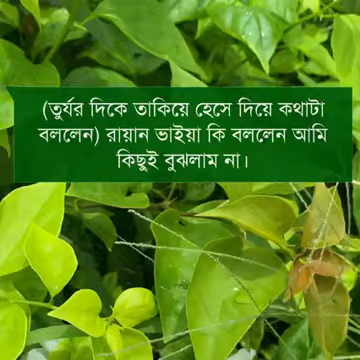 (তুর্যর দিকে তাকিয়ে হেসে দিয়ে কথাটা
বললেন) রায়ান ভাইয়া কি বললেন আমি
কিছুই বুঝলাম না।